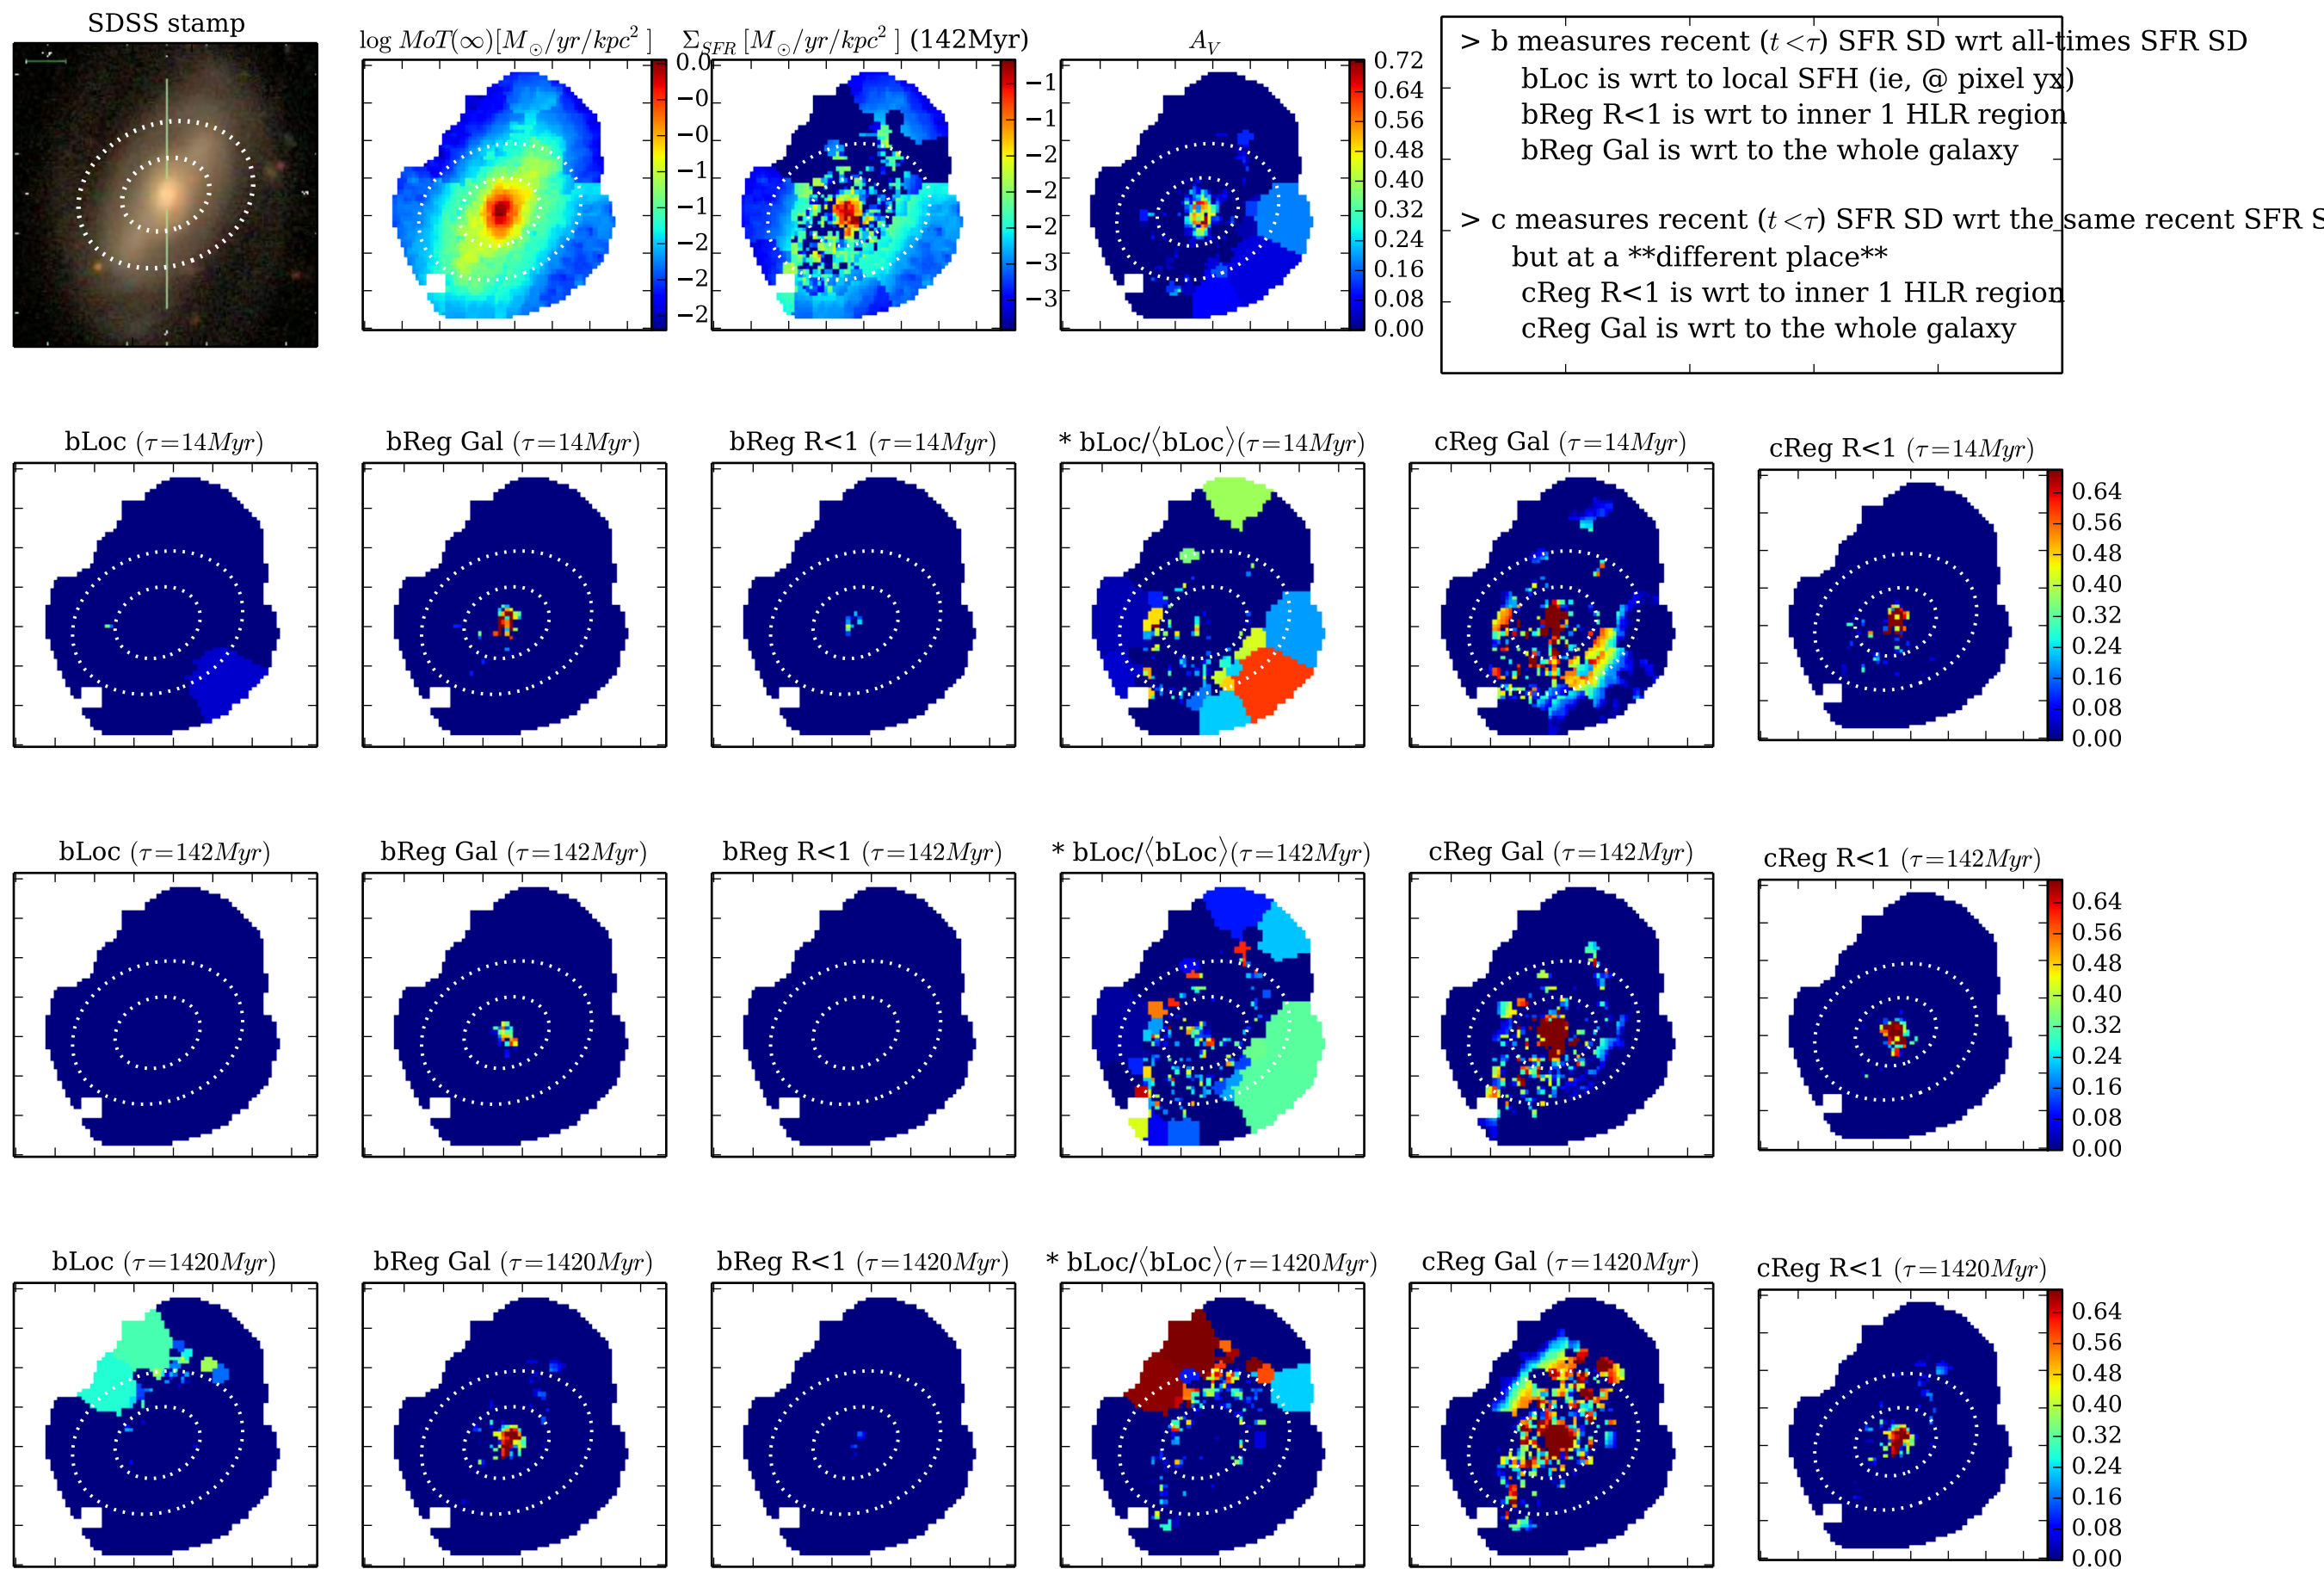 SDSS stamp
log MoT(∞)[M⊙/yr/kpc²]
Σ_SFR [M⊙/yr/kpc²] (142Myr)
A_V
0.0
−0
−0
−1
−1
−2
−2
−2
−1
−1
−2
−2
−2
−3
−3
0.72
0.64
0.56
0.48
0.40
0.32
0.24
0.16
0.08
0.00
> b measures recent (t<τ) SFR SD wrt all-times SFR SD
bLoc is wrt to local SFH (ie, @ pixel yx)
bReg R<1 is wrt to inner 1 HLR region
bReg Gal is wrt to the whole galaxy
> c measures recent (t<τ) SFR SD wrt the same recent SFR S
but at a **different place**
cReg R<1 is wrt to inner 1 HLR region
cReg Gal is wrt to the whole galaxy
bLoc (τ=14Myr)
bReg Gal (τ=14Myr)
bReg R<1 (τ=14Myr)
* bLoc/⟨bLoc⟩(τ=14Myr)
cReg Gal (τ=14Myr)
cReg R<1 (τ=14Myr)
0.64
0.56
0.48
0.40
0.32
0.24
0.16
0.08
0.00
bLoc (τ=142Myr)
bReg Gal (τ=142Myr)
bReg R<1 (τ=142Myr)
* bLoc/⟨bLoc⟩(τ=142Myr)
cReg Gal (τ=142Myr)
cReg R<1 (τ=142Myr)
0.64
0.56
0.48
0.40
0.32
0.24
0.16
0.08
0.00
bLoc (τ=1420Myr)
bReg Gal (τ=1420Myr)
bReg R<1 (τ=1420Myr)
* bLoc/⟨bLoc⟩(τ=1420Myr)
cReg Gal (τ=1420Myr)
cReg R<1 (τ=1420Myr)
0.64
0.56
0.48
0.40
0.32
0.24
0.16
0.08
0.00